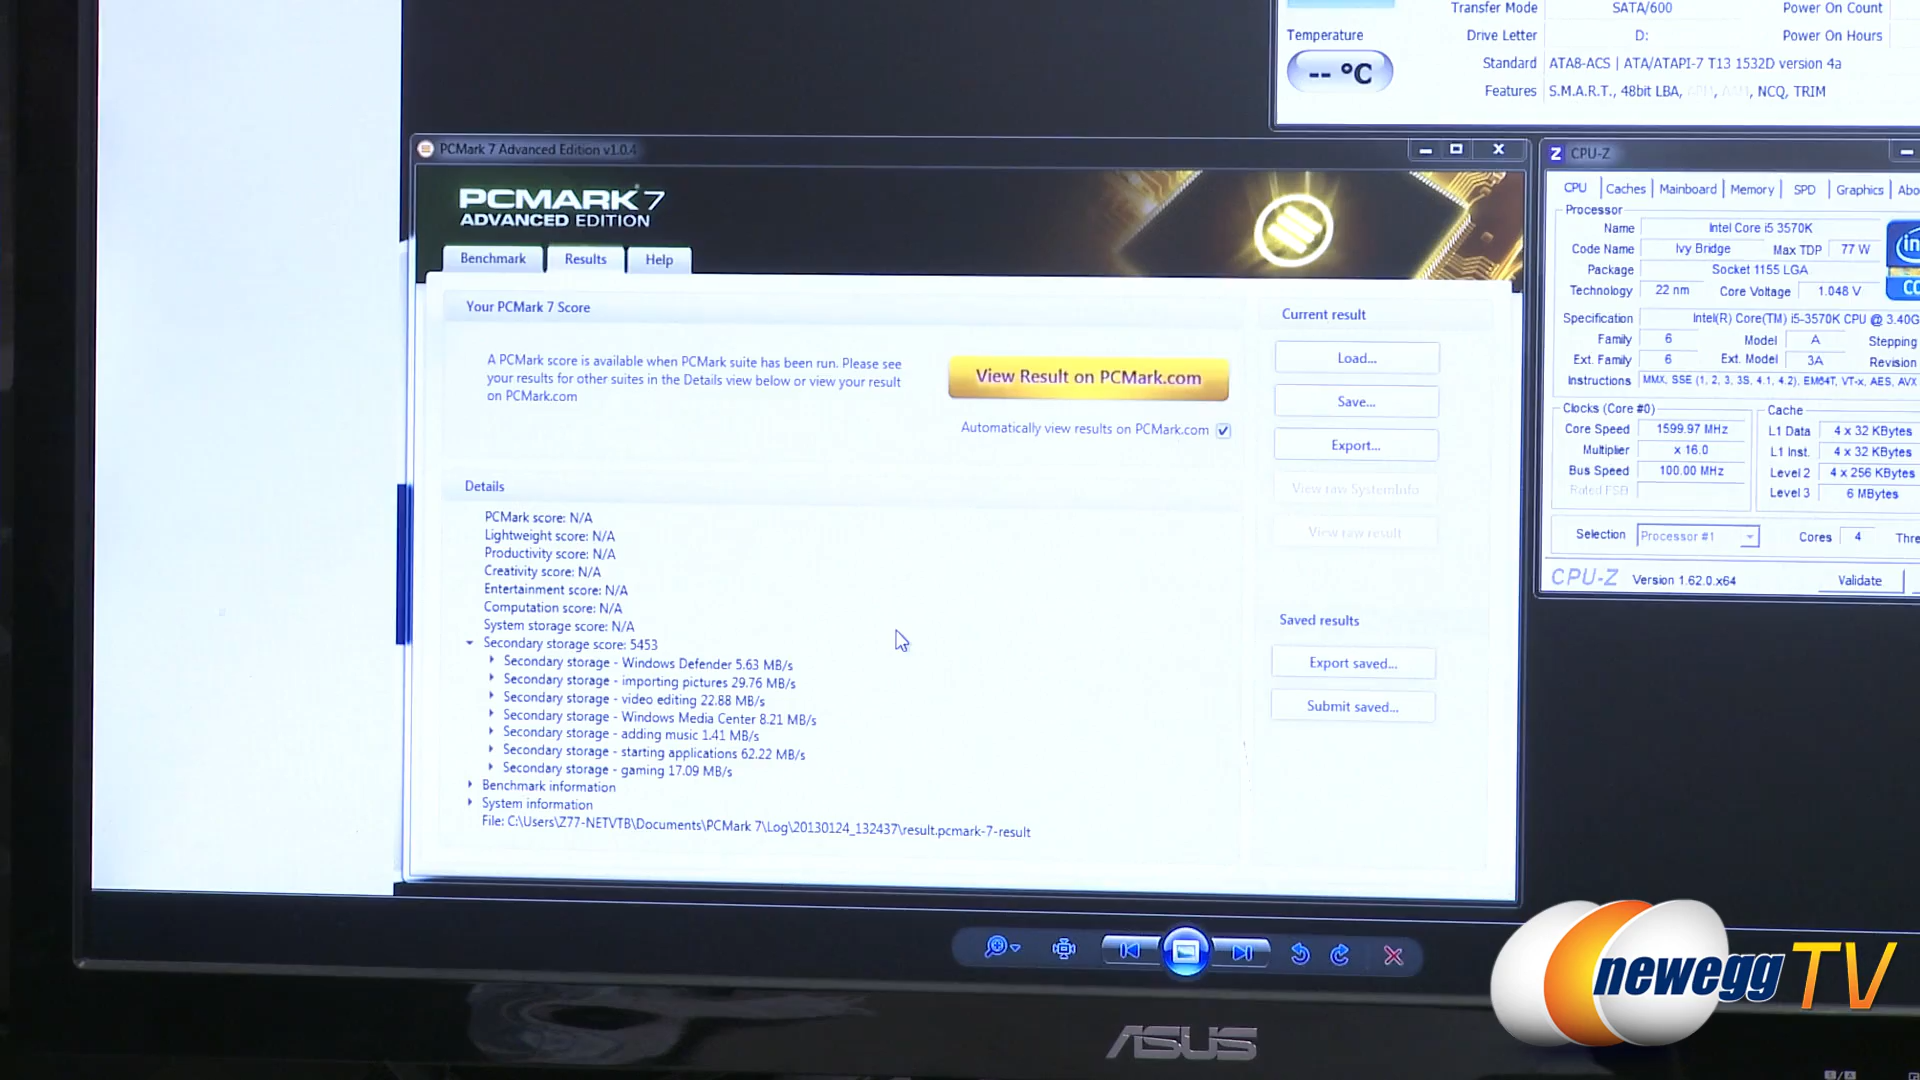 Transfer Mode SATA/600 Power On Count
Temperature Drive Letter D: Power On Hours
-- °C
Standard ATA8-ACS | ATA/ATAPI-7 T13 1532D version 4a
Features S.M.A.R.T., 48bit LBA, APM, AAM, NCQ, TRIM
PCMark 7 Advanced Edition v1.0.4
PCMARK 7
ADVANCED EDITION
Benchmark Results Help
Your PCMark 7 Score
A PCMark score is available when PCMark suite has been run. Please see
your results for other suites in the Details view below or view your result
on PCMark.com
View Result on PCMark.com
Automatically view results on PCMark.com
Details
PCMark score: N/A
Lightweight score: N/A
Productivity score: N/A
Creativity score: N/A
Entertainment score: N/A
Computation score: N/A
System storage score: N/A
Secondary storage score: 5453
Secondary storage - Windows Defender 5.63 MB/s
Secondary storage - importing pictures 29.76 MB/s
Secondary storage - video editing 22.88 MB/s
Secondary storage - Windows Media Center 8.21 MB/s
Secondary storage - adding music 1.41 MB/s
Secondary storage - starting applications 62.22 MB/s
Secondary storage - gaming 17.09 MB/s
Benchmark information
System information
File: C:\Users\Z77-NETVTB\Documents\PCMark 7\Log\20130124_132437\result.pcmark-7-result
Current result
Load...
Save...
Export...
View raw SystemInfo
View raw result
Saved results
Export saved...
Submit saved...
CPU-Z
CPU Caches Mainboard Memory SPD Graphics Abo
Processor
Name Intel Core i5 3570K
Code Name Ivy Bridge Max TDP 77 W
Package Socket 1155 LGA
Technology 22 nm Core Voltage 1.048 V
Specification Intel(R) Core(TM) i5-3570K CPU @ 3.40G
Family 6 Model A Stepping
Ext. Family 6 Ext. Model 3A Revision
Instructions MMX, SSE (1, 2, 3, 3S, 4.1, 4.2), EM64T, VT-x, AES, AVX
Clocks (Core #0) Cache
Core Speed 1599.97 MHz L1 Data 4 x 32 KBytes
Multiplier x 16.0 L1 Inst. 4 x 32 KBytes
Bus Speed 100.00 MHz Level 2 4 x 256 KBytes
Rated FSB Level 3 6 MBytes
Selection Processor #1 Cores 4 Thre
CPU-Z Version 1.62.0.x64 Validate
newegg TV
ASUS